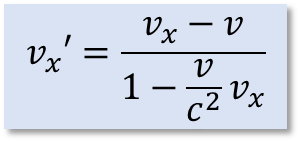 vₓ′ = (vₓ − v) / (1 − (v / c²) vₓ)